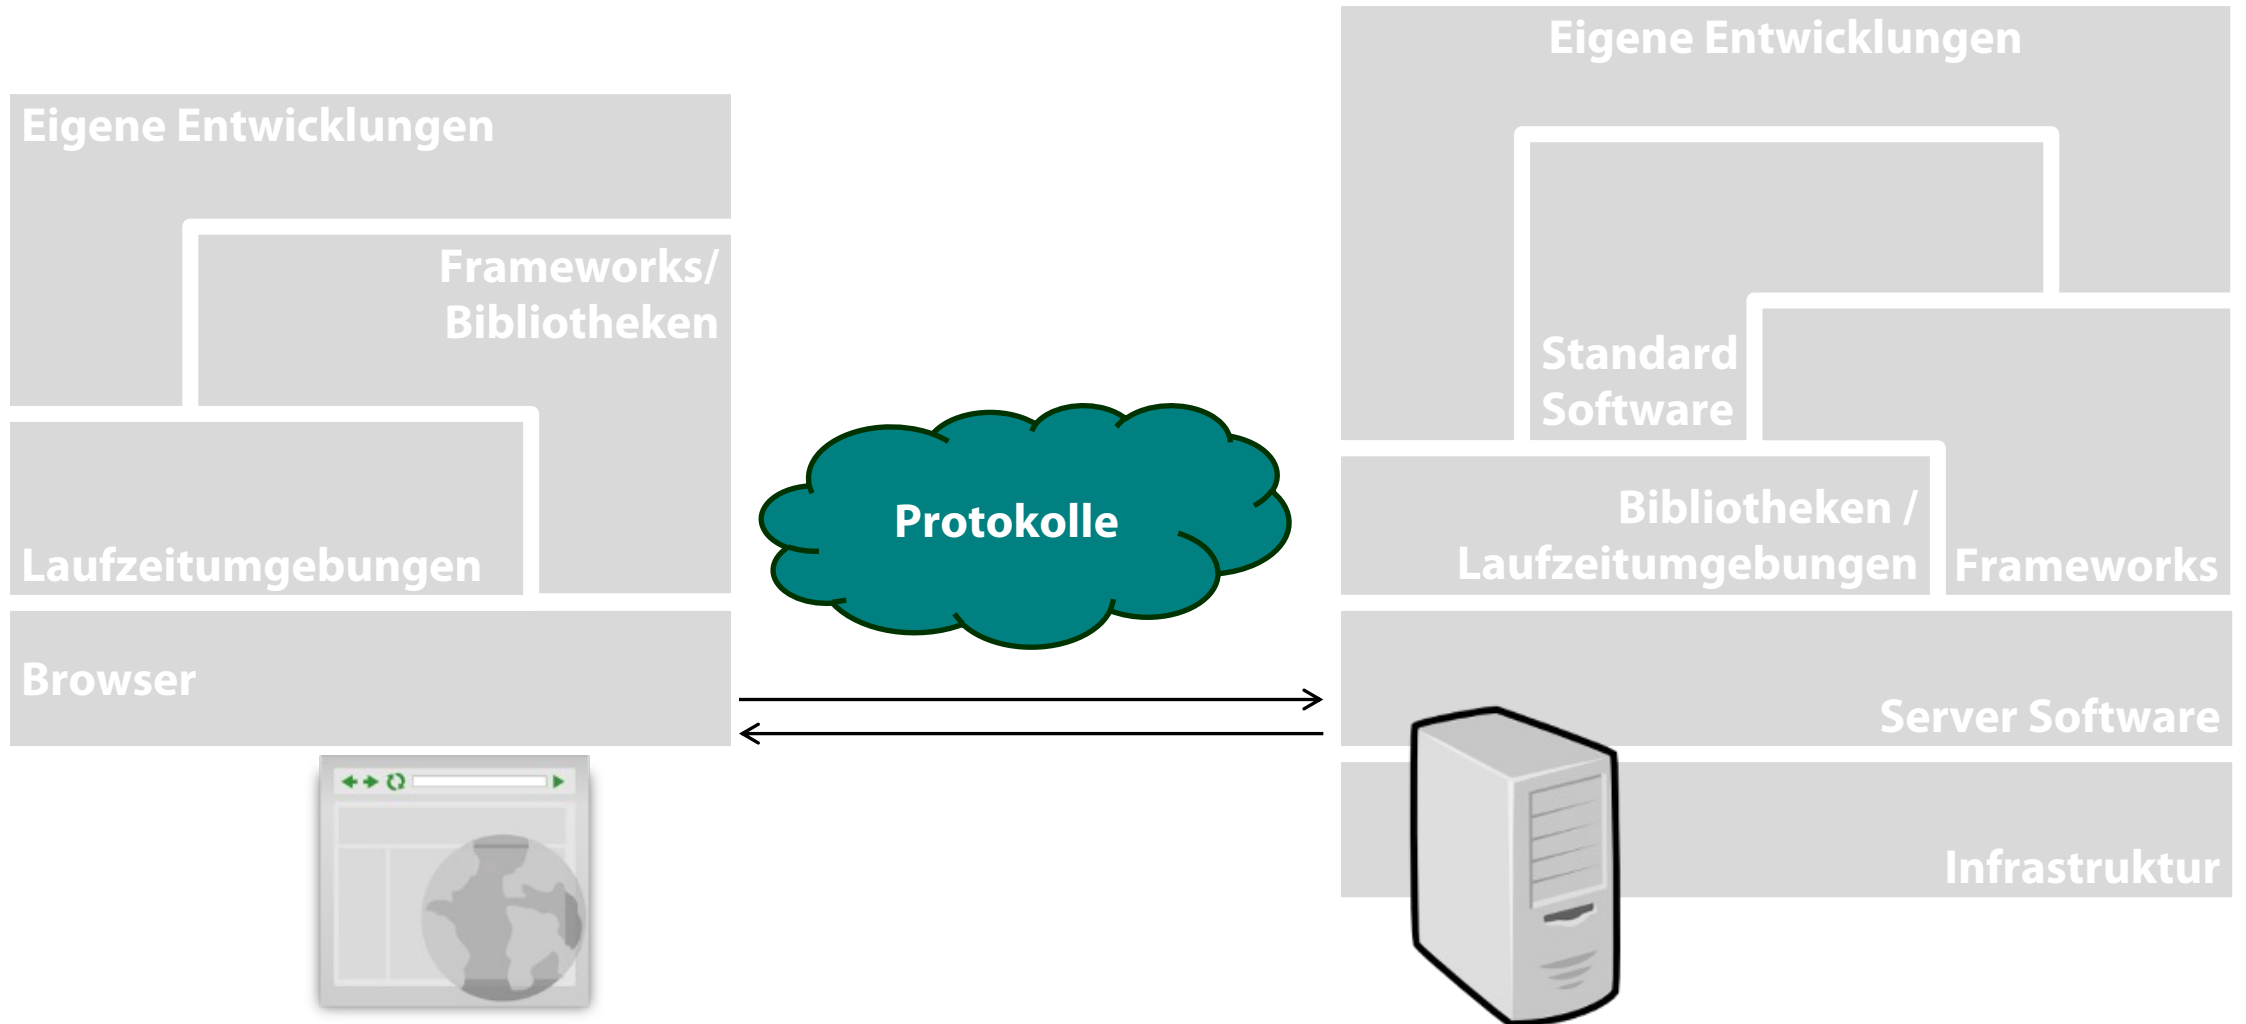 Eigene Entwicklungen
Frameworks/
Bibliotheken
Laufzeitumgebungen
Browser
Protokolle
Eigene Entwicklungen
Standard
Software
Bibliotheken /
Laufzeitumgebungen
Frameworks
Server Software
Infrastruktur